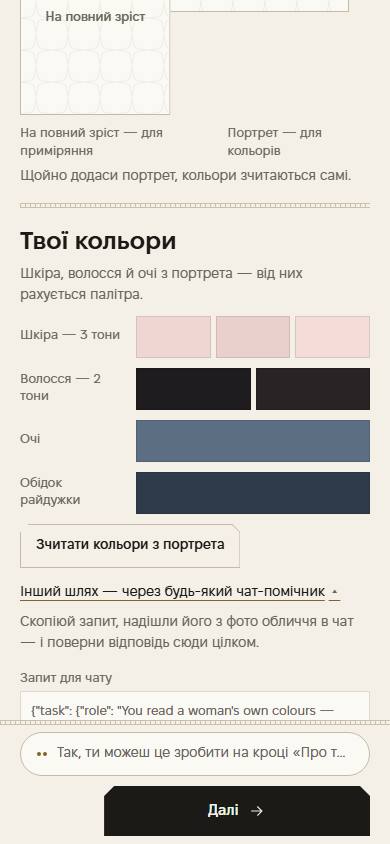 На повний зріст
На повний зріст — для
приміряння
Портрет — для
кольорів
Щойно додаси портрет, кольори зчитаються самі.
Твої кольори
Шкіра, волосся й очі з портрета — від них
рахується палітра.
Шкіра — 3 тони
Волосся — 2
тони
Очі
Обідок
райдужки
Зчитати кольори з портрета
Інший шлях — через будь-який чат-помічник
Скопіюй запит, надішли його з фото обличчя в чат
— і поверни відповідь сюди цілком.
Запит для чату
{"task": {"role": "You read a woman's own colours —
Так, ти можеш це зробити на кроці «Про т...
Далі →